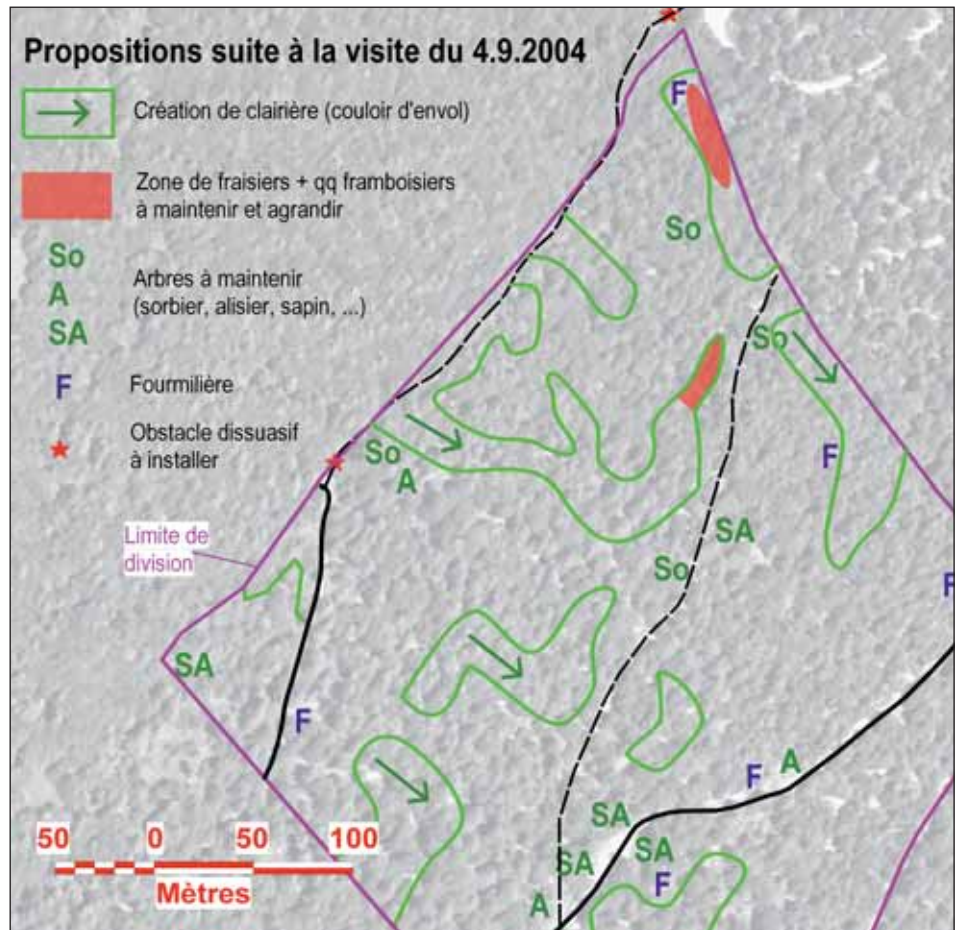 Propositions suite à la visite du 4.9.2004
Création de clairière (couloir d'envol)
Zone de fraisiers + qq framboisiers
à maintenir et agrandir
So
A
SA
Arbres à maintenir
(sorbier, alisier, sapin, ...)
F
Fourmilière
Obstacle dissuasif
à installer
Limite de
division
F
So
So
So
A
F
SA
So
F
SA
F
F
A
SA
SA
SA
F
A
50 0 50 100
Mètres